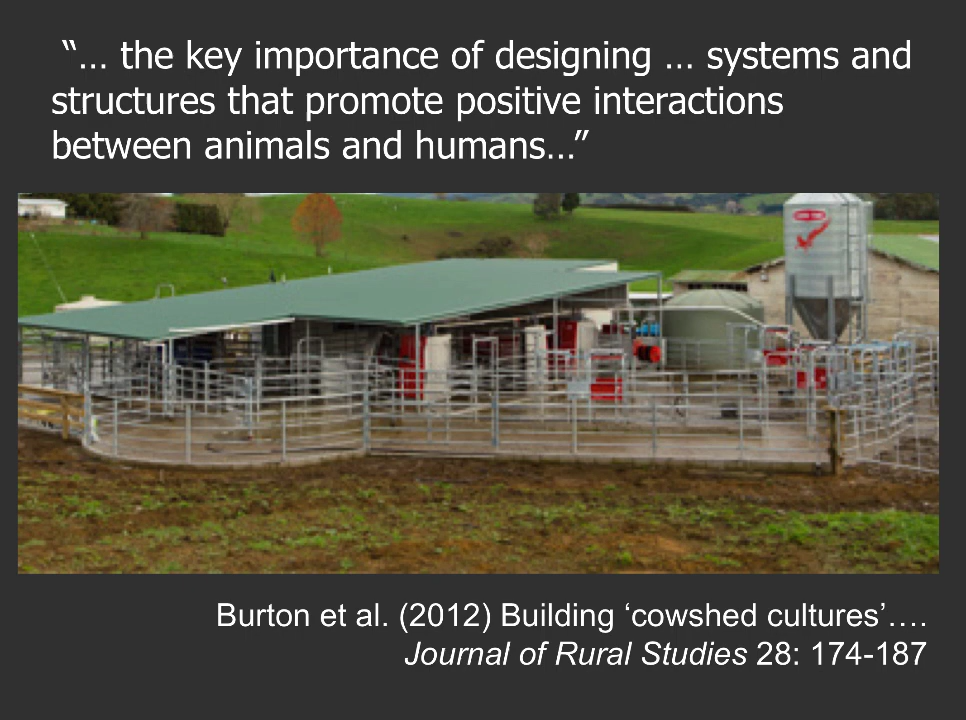 “… the key importance of designing … systems and
structures that promote positive interactions
between animals and humans…”
Burton et al. (2012) Building ‘cowshed cultures’….
Journal of Rural Studies 28: 174-187